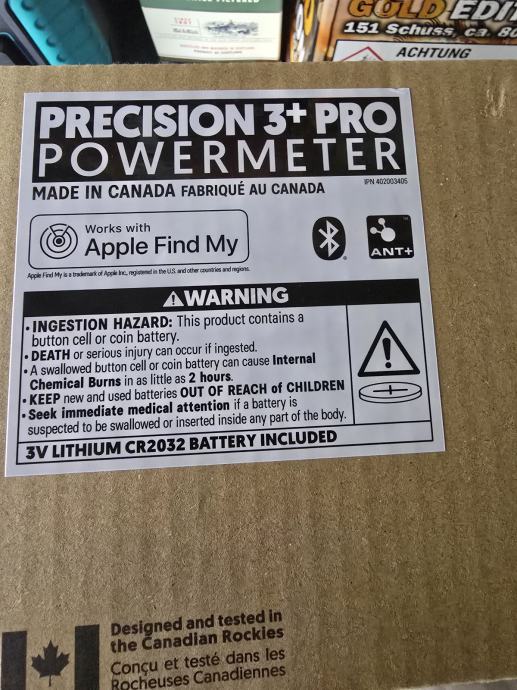 GOLD EDIT
151 Schuss, ca. 80
ACHTUNG
PRECISION 3+ PRO
POWERMETER
IPN 402003405
MADE IN CANADA FABRIQUÉ AU CANADA
Works with
Apple Find My
ANT+
Apple Find My is a trademark of Apple Inc., registered in the U.S. and other countries and regions.
WARNING
• INGESTION HAZARD: This product contains a
button cell or coin battery.
• DEATH or serious injury can occur if ingested.
• A swallowed button cell or coin battery can cause Internal
Chemical Burns in as little as 2 hours.
• KEEP new and used batteries OUT OF REACH of CHILDREN
• Seek immediate medical attention if a battery is
suspected to be swallowed or inserted inside any part of the body.
3V LITHIUM CR2032 BATTERY INCLUDED
Designed and tested in
the Canadian Rockies
Conçu et testé dans les
Rocheuses Canadiennes